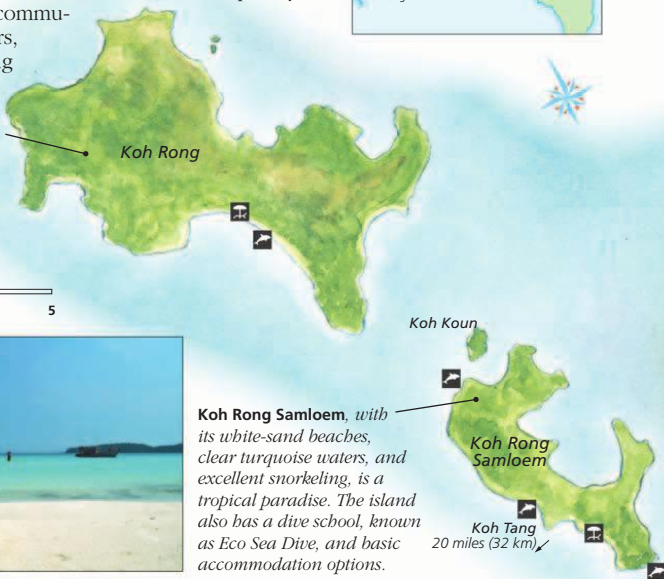 commu-
rs,
g
Koh Rong
5
Koh Koun
Koh Rong Samloem, with
its white-sand beaches,
clear turquoise waters, and
excellent snorkeling, is a
tropical paradise. The island
also has a dive school, known
as Eco Sea Dive, and basic
accommodation options.
Koh Rong
Samloem
Koh Tang
20 miles (32 km)